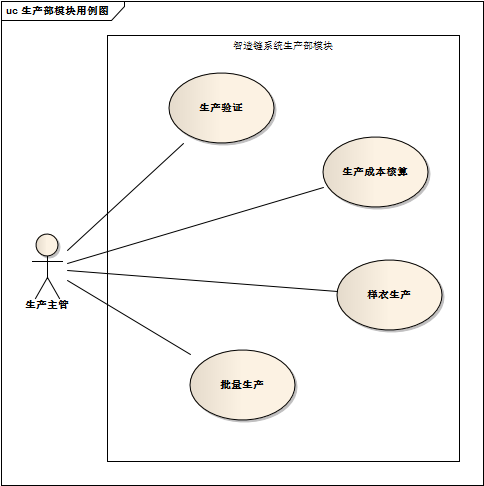 uc 生产部模块用例图
智造链系统生产部模块
生产验证
生产成本核算
样衣生产
批量生产
生产主管